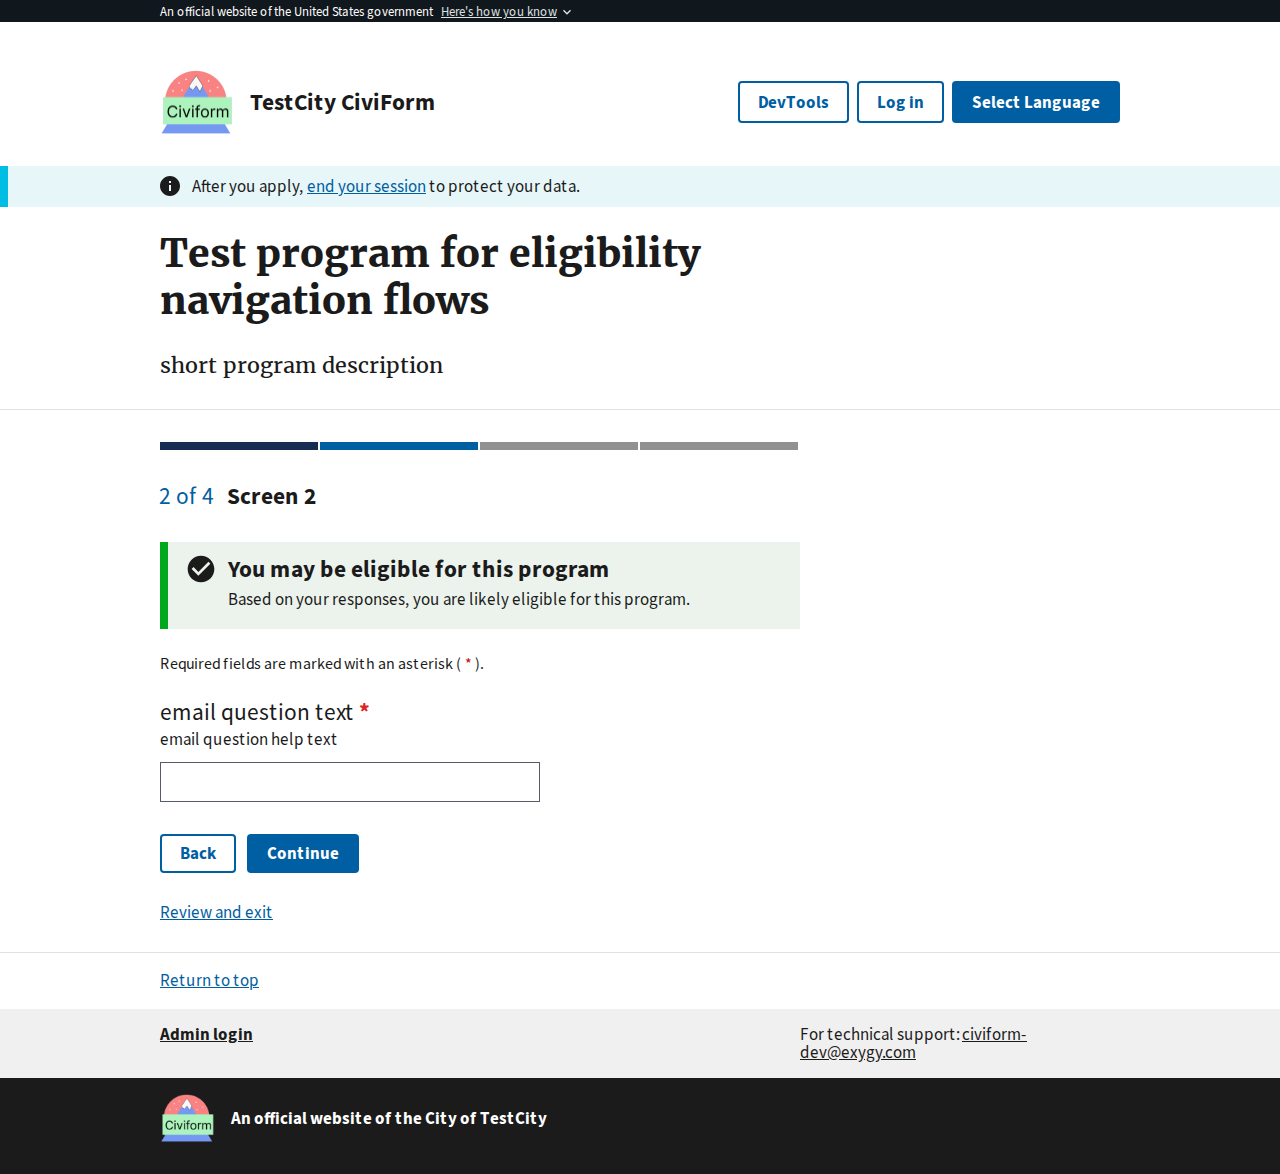 An official website of the United States government Here's how you know
Civiform
TestCity CiviForm
DevTools
Log in
Select Language
After you apply, end your session to protect your data.
Test program for eligibility
navigation flows
short program description
2 of 4 Screen 2
You may be eligible for this program
Based on your responses, you are likely eligible for this program.
Required fields are marked with an asterisk ( * ).
email question text *
email question help text
Back
Continue
Review and exit
Return to top
Admin login
For technical support: civiform-
dev@exygy.com
Civiform
An official website of the City of TestCity